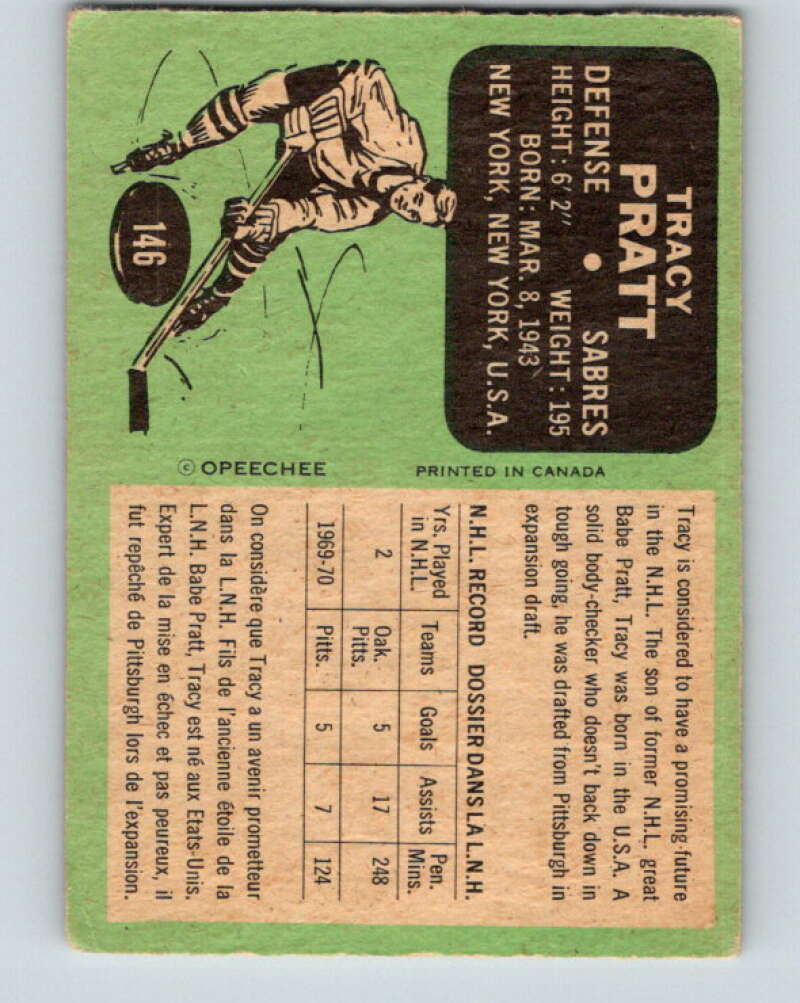 TRACY
PRATT
DEFENSE • SABRES
HEIGHT: 6'2" WEIGHT: 195
BORN: MAR. 8, 1943
NEW YORK, NEW YORK, U.S.A.
146
© OPEECHEE PRINTED IN CANADA
Tracy is considered to have a promising future
in the N.H.L. The son of former N.H.L. great
Babe Pratt, Tracy was born in the U.S.A. A
solid body-checker who doesn't back down in
tough going, he was drafted from Pittsburgh in
expansion draft.
N.H.L. RECORD DOSSIER DANS LA L.N.H.
Yrs. Played Pen.
in N.H.L. Teams Goals Assists Mins.
2 Oak. 5 17 248
Pitts.
1969-70 Pitts. 5 7 124
On considère que Tracy a un avenir prometteur
dans la L.N.H. Fils de l'ancienne étoile de la
L.N.H. Babe Pratt, Tracy est né aux Etats-Unis.
Expert de la mise en échec et pas peureux, il
fut repêché de Pittsburgh lors de l'expansion.